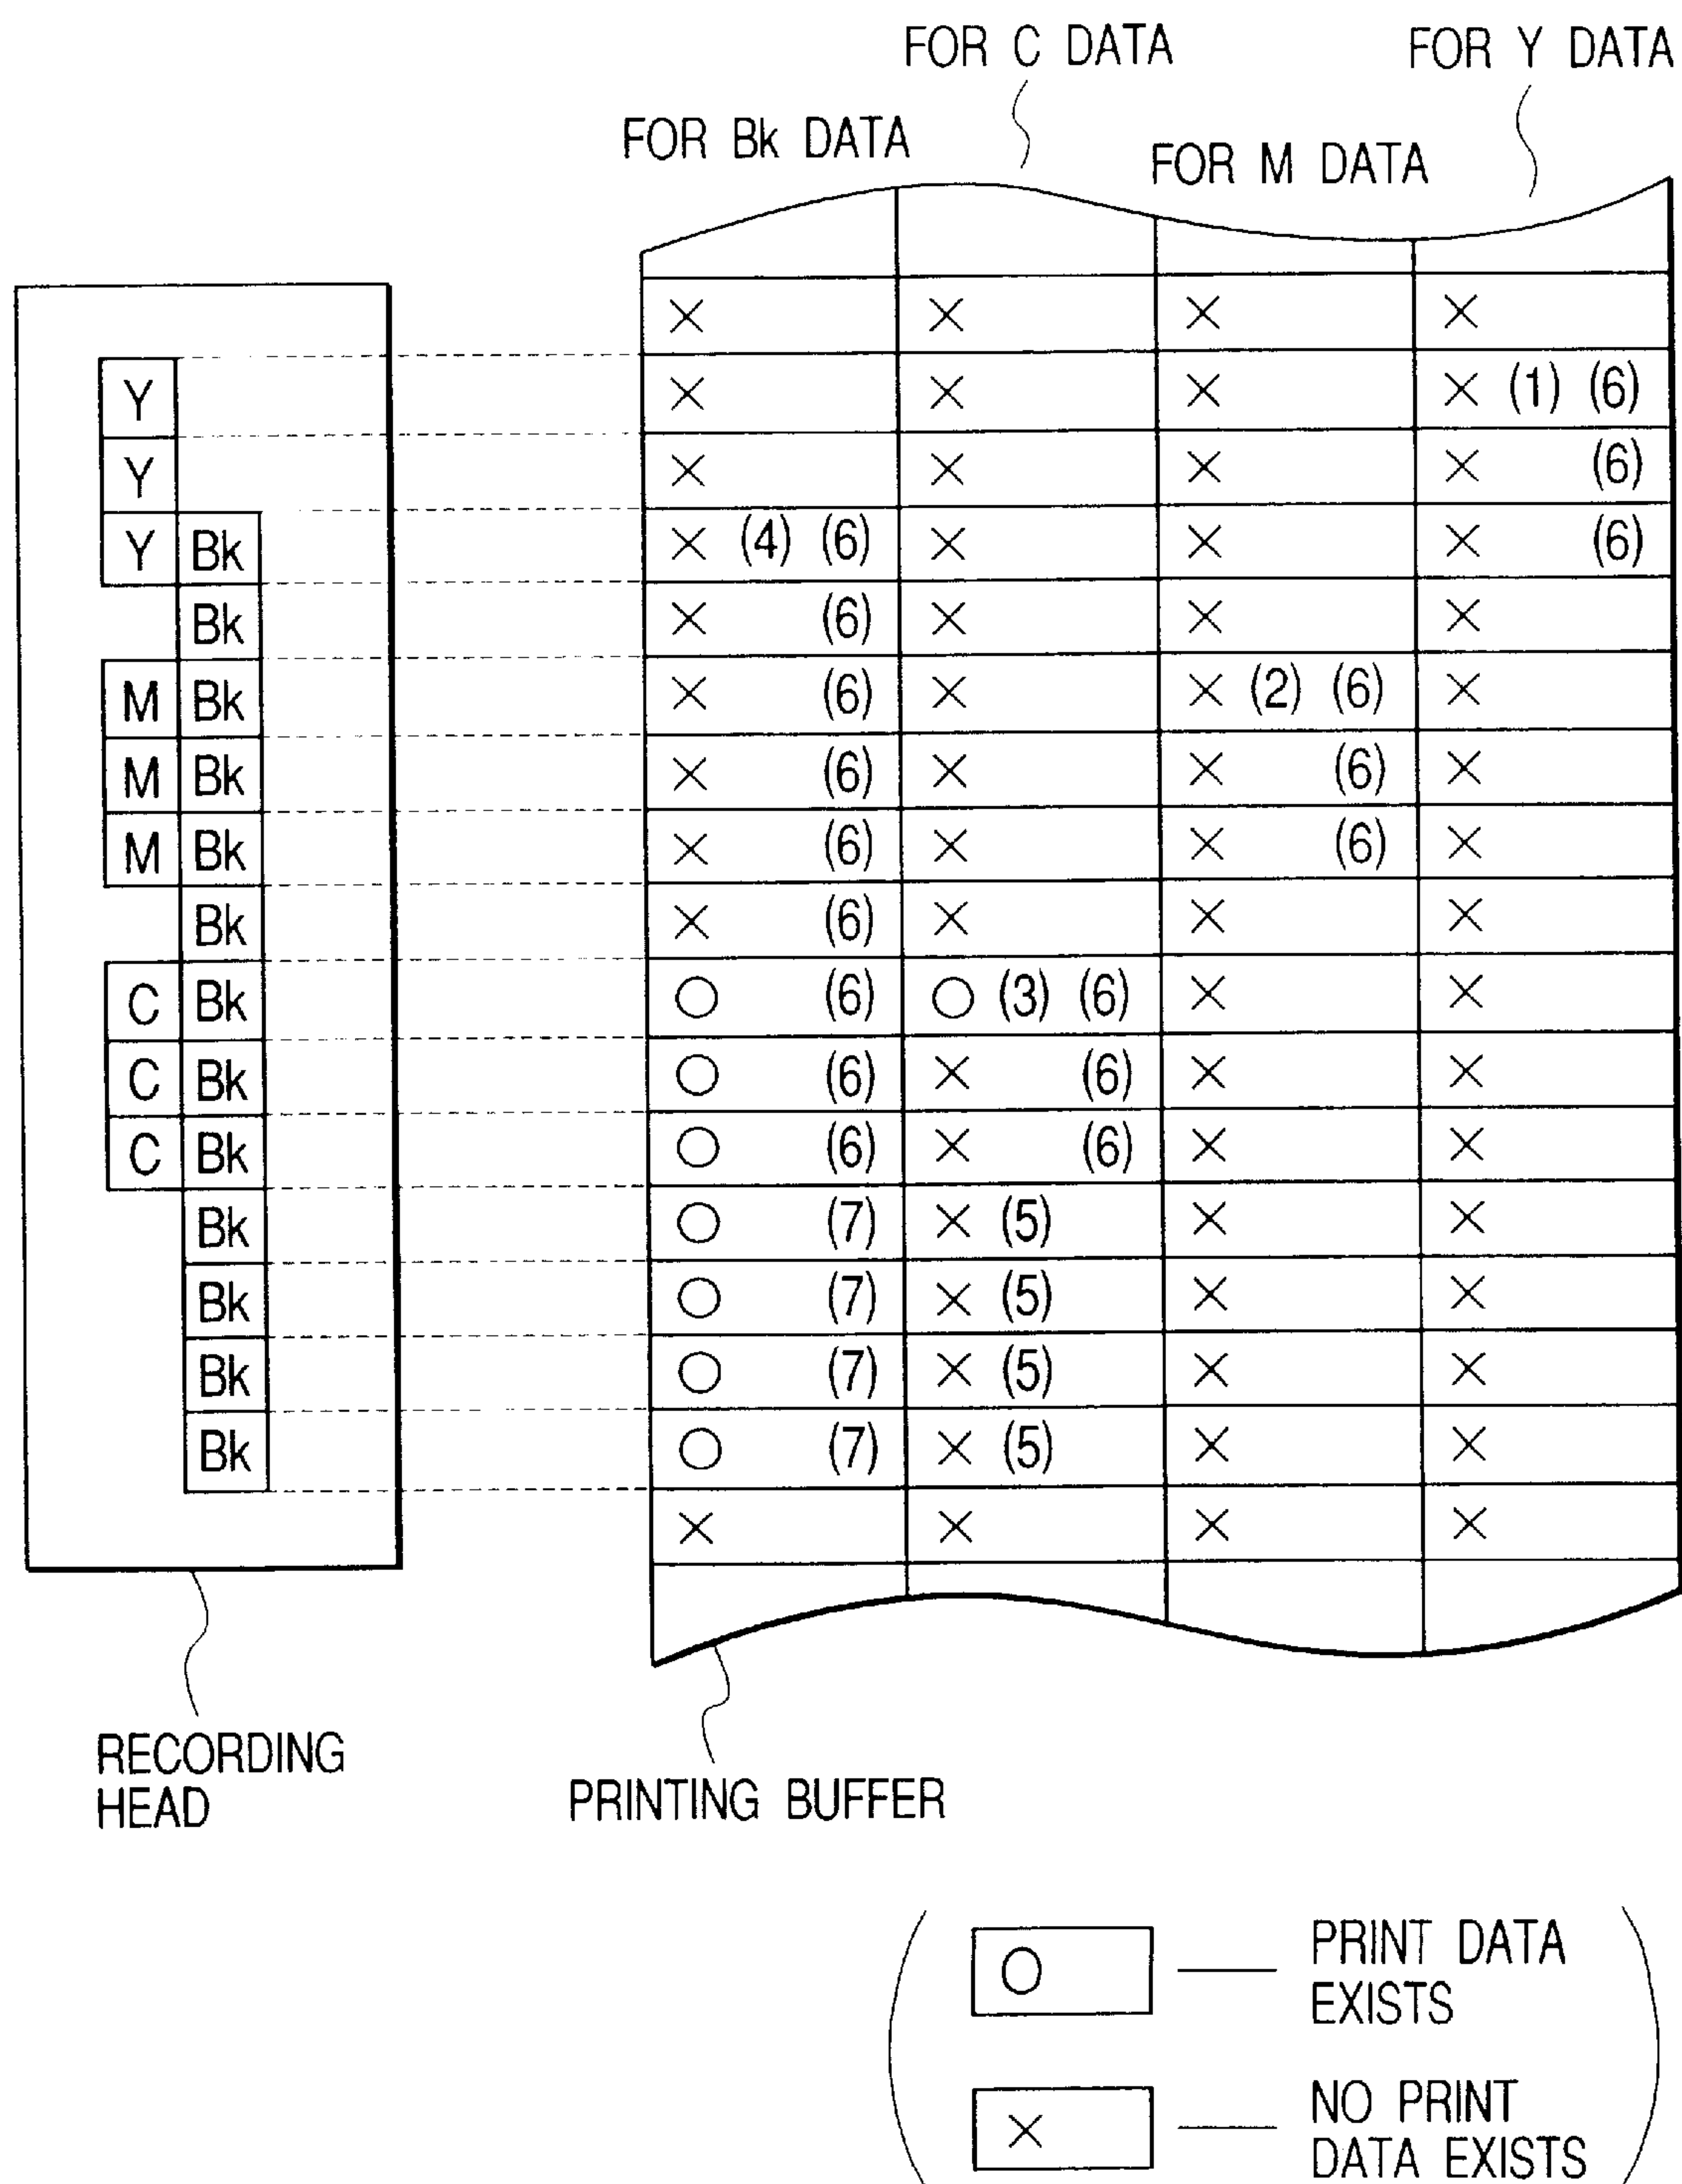 FOR C DATA FOR Y DATA
FOR Bk DATA FOR M DATA
× × × ×
Y × × × × (1) (6)
Y × × × × (6)
Y Bk × (4) (6) × × × (6)
Bk × (6) × × ×
M Bk × (6) × × (2) (6) ×
M Bk × (6) × × (6) ×
M Bk × (6) × × (6) ×
Bk × (6) × × ×
C Bk ○ (6) ○ (3) (6) × ×
C Bk ○ (6) × (6) × ×
C Bk ○ (6) × (6) × ×
Bk ○ (7) × (5) × ×
Bk ○ (7) × (5) × ×
Bk ○ (7) × (5) × ×
Bk ○ (7) × (5) × ×
× × × ×
RECORDING
HEAD
PRINTING BUFFER
○ PRINT DATA
EXISTS
× NO PRINT
DATA EXISTS